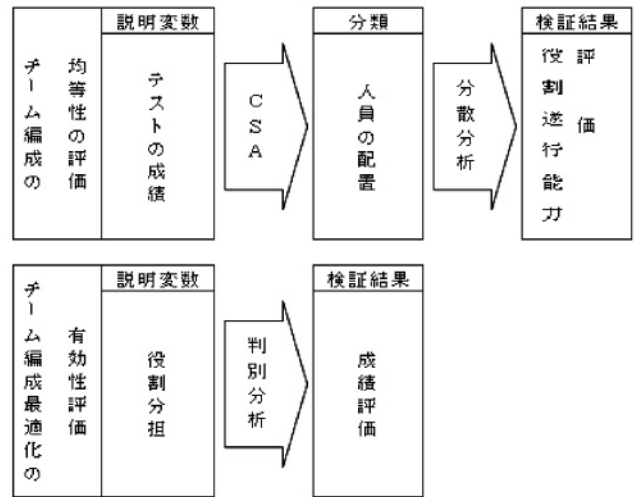 説明変数
分類
検証結果
チーム編成の
均等性の評価
テストの成績
CSA
人員の配置
分散分析
役割遂行能力
評価
説明変数
検証結果
チーム編成最適化の
有効性評価
役割分担
判別分析
成績評価